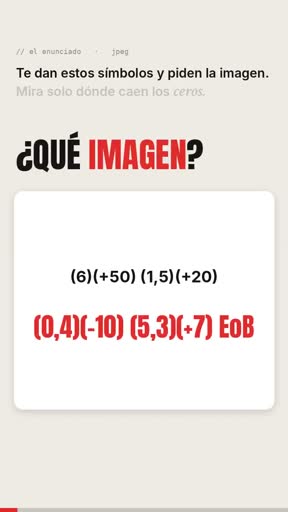 // el enunciado · jpeg
Te dan estos símbolos y piden la imagen.
Mira solo dónde caen los ceros.
¿QUÉ IMAGEN?
(6)(+50) (1,5)(+20)
(0,4)(-10) (5,3)(+7) EoB